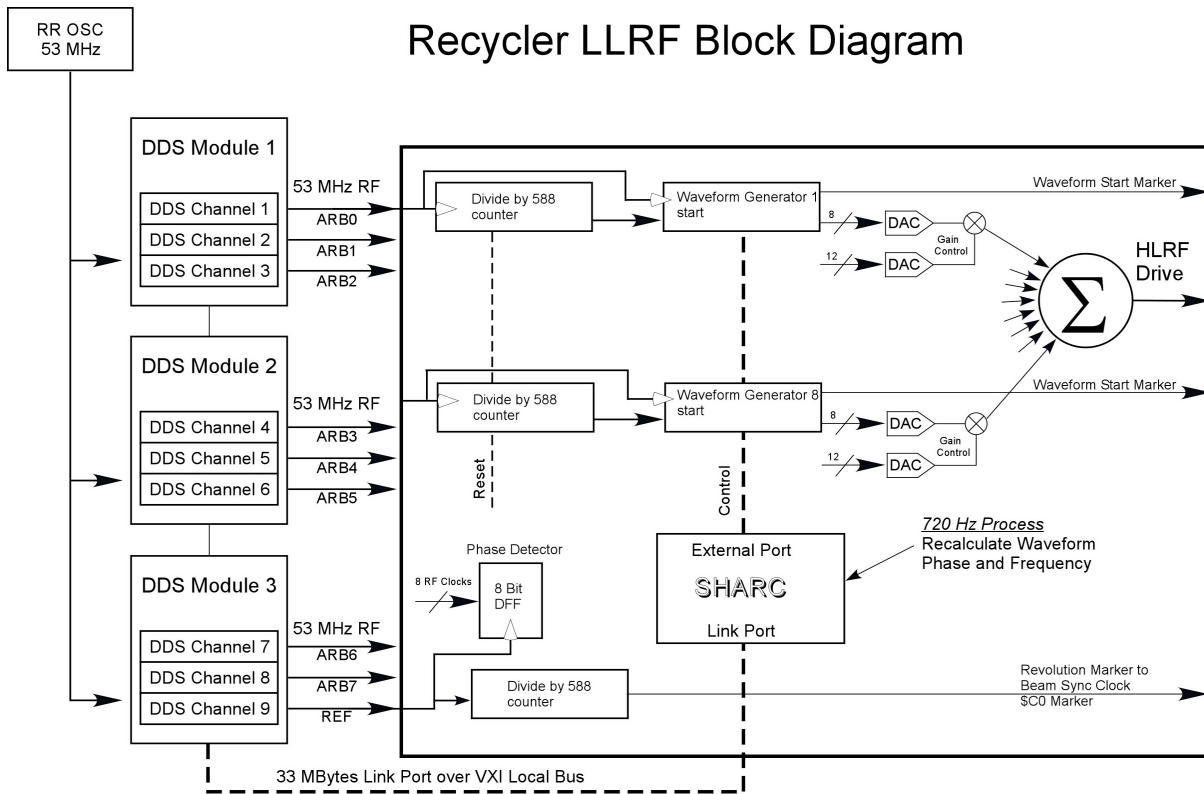 RR OSC
53 MHz
Recycler LLRF Block Diagram
DDS Module 1
DDS Channel 1
DDS Channel 2
DDS Channel 3
53 MHz RF
ARB0
ARB1
ARB2
Divide by 588
counter
Waveform Generator 1
start
Waveform Start Marker
8
DAC
Gain
Control
12
DAC
HLRF
Drive
Σ
DDS Module 2
DDS Channel 4
DDS Channel 5
DDS Channel 6
53 MHz RF
ARB3
ARB4
ARB5
Divide by 588
counter
Waveform Generator 8
start
Waveform Start Marker
8
DAC
Gain
Control
12
DAC
Reset
Control
720 Hz Process
Recalculate Waveform
Phase and Frequency
External Port
SHARC
Link Port
Phase Detector
8 RF Clocks
8 Bit
DFF
DDS Module 3
DDS Channel 7
DDS Channel 8
DDS Channel 9
53 MHz RF
ARB6
ARB7
REF
Divide by 588
counter
Revolution Marker to
Beam Sync Clock
$C0 Marker
33 MBytes Link Port over VXI Local Bus